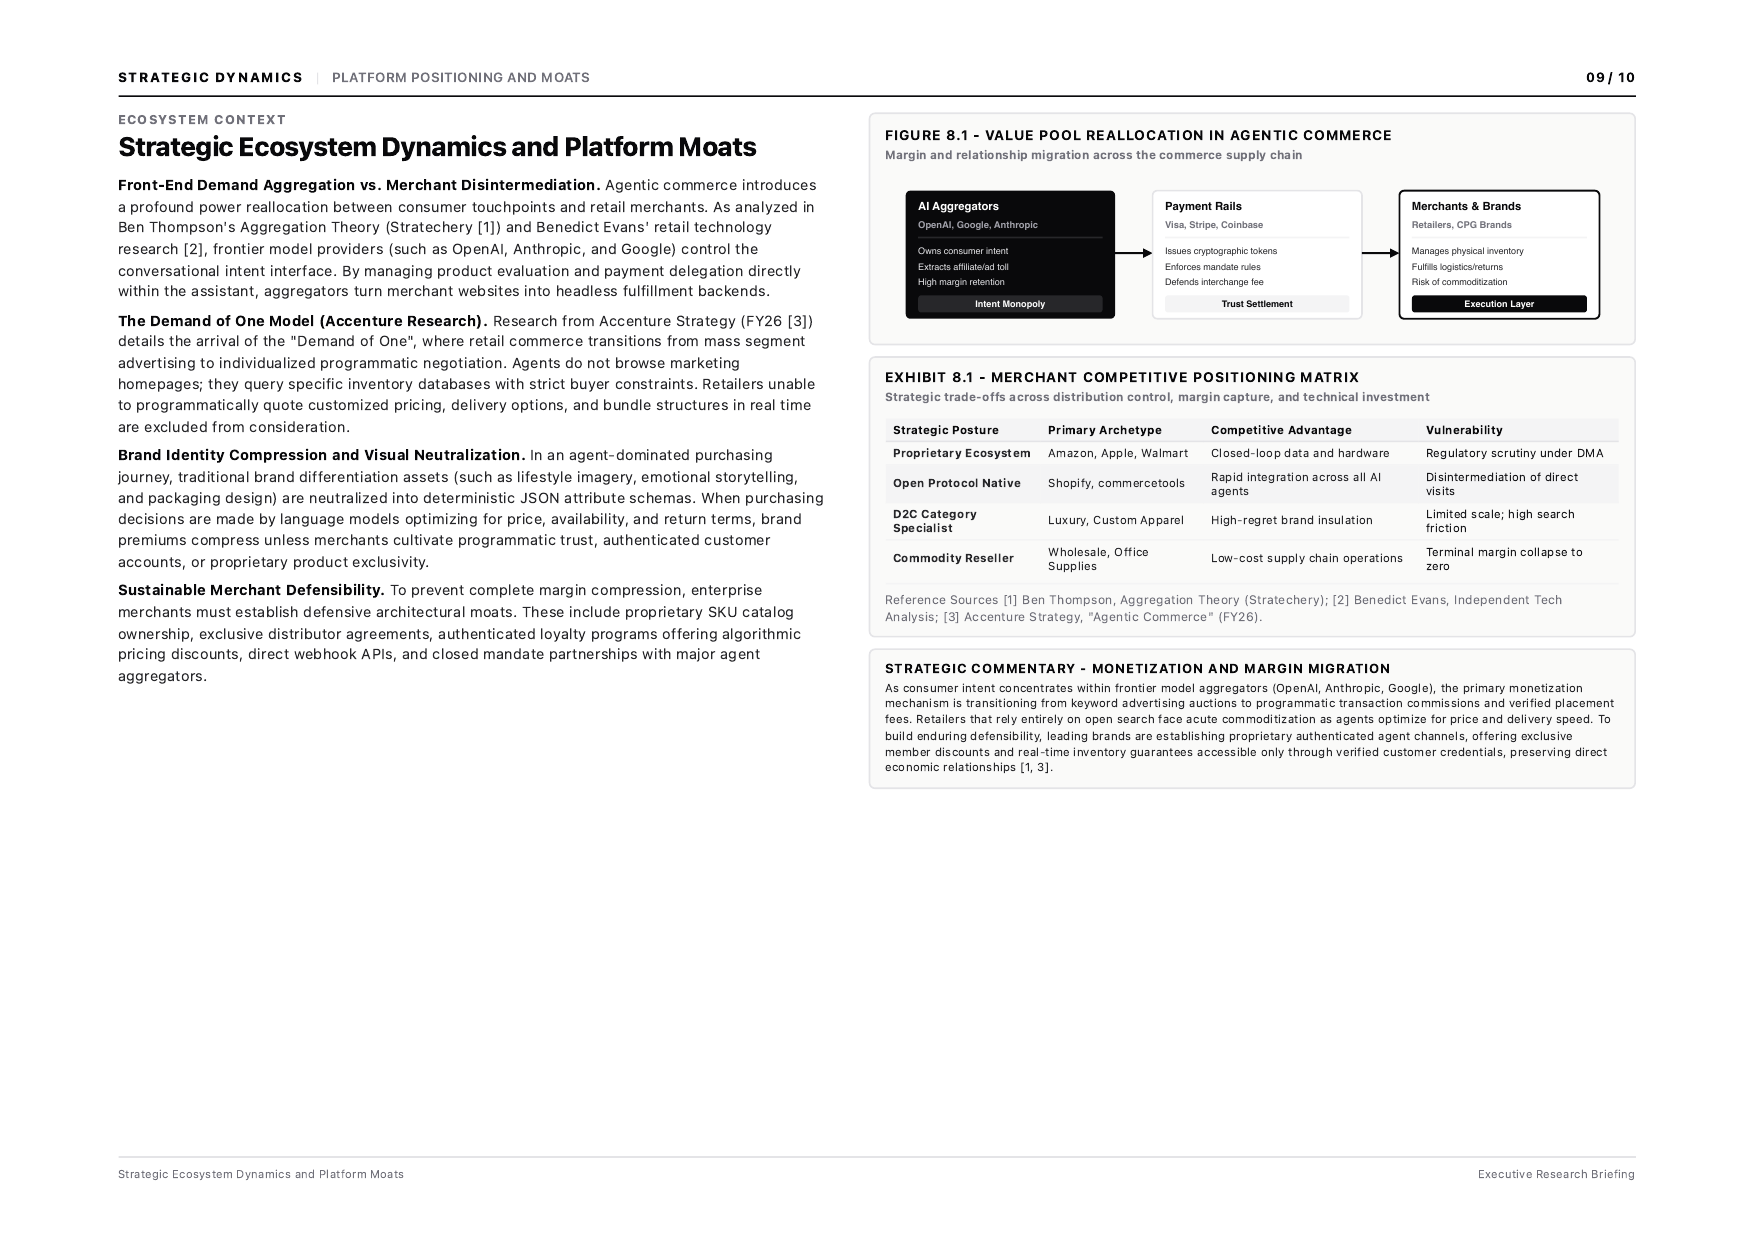 STRATEGIC DYNAMICS | PLATFORM POSITIONING AND MOATS
09/ 10
ECOSYSTEM CONTEXT
Strategic Ecosystem Dynamics and Platform Moats
Front-End Demand Aggregation vs. Merchant Disintermediation. Agentic commerce introduces
a profound power reallocation between consumer touchpoints and retail merchants. As analyzed in
Ben Thompson's Aggregation Theory (Stratechery [1]) and Benedict Evans' retail technology
research [2], frontier model providers (such as OpenAI, Anthropic, and Google) control the
conversational intent interface. By managing product evaluation and payment delegation directly
within the assistant, aggregators turn merchant websites into headless fulfillment backends.
The Demand of One Model (Accenture Research). Research from Accenture Strategy (FY26 [3])
details the arrival of the "Demand of One", where retail commerce transitions from mass segment
advertising to individualized programmatic negotiation. Agents do not browse marketing
homepages; they query specific inventory databases with strict buyer constraints. Retailers unable
to programmatically quote customized pricing, delivery options, and bundle structures in real time
are excluded from consideration.
Brand Identity Compression and Visual Neutralization. In an agent-dominated purchasing
journey, traditional brand differentiation assets (such as lifestyle imagery, emotional storytelling,
and packaging design) are neutralized into deterministic JSON attribute schemas. When purchasing
decisions are made by language models optimizing for price, availability, and return terms, brand
premiums compress unless merchants cultivate programmatic trust, authenticated customer
accounts, or proprietary product exclusivity.
Sustainable Merchant Defensibility. To prevent complete margin compression, enterprise
merchants must establish defensive architectural moats. These include proprietary SKU catalog
ownership, exclusive distributor agreements, authenticated loyalty programs offering algorithmic
pricing discounts, direct webhook APIs, and closed mandate partnerships with major agent
aggregators.
FIGURE 8.1 - VALUE POOL REALLOCATION IN AGENTIC COMMERCE
Margin and relationship migration across the commerce supply chain
AI Aggregators
OpenAI, Google, Anthropic
Owns consumer intent
Extracts affiliate/ad toll
High margin retention
Intent Monopoly
Payment Rails
Visa, Stripe, Coinbase
Issues cryptographic tokens
Enforces mandate rules
Defends interchange fee
Trust Settlement
Merchants & Brands
Retailers, CPG Brands
Manages physical inventory
Fulfills logistics/returns
Risk of commoditization
Execution Layer
EXHIBIT 8.1 - MERCHANT COMPETITIVE POSITIONING MATRIX
Strategic trade-offs across distribution control, margin capture, and technical investment
Strategic Posture Primary Archetype Competitive Advantage Vulnerability
Proprietary Ecosystem Amazon, Apple, Walmart Closed-loop data and hardware Regulatory scrutiny under DMA
Open Protocol Native Shopify, commercetools Rapid integration across all AI
agents
Disintermediation of direct
visits
D2C Category
Specialist
Luxury, Custom Apparel High-regret brand insulation Limited scale; high search
friction
Commodity Reseller Wholesale, Office
Supplies
Low-cost supply chain operations Terminal margin collapse to
zero
Reference Sources [1] Ben Thompson, Aggregation Theory (Stratechery); [2] Benedict Evans, Independent Tech
Analysis; [3] Accenture Strategy, "Agentic Commerce" (FY26).
STRATEGIC COMMENTARY - MONETIZATION AND MARGIN MIGRATION
As consumer intent concentrates within frontier model aggregators (OpenAI, Anthropic, Google), the primary monetization
mechanism is transitioning from keyword advertising auctions to programmatic transaction commissions and verified placement
fees. Retailers that rely entirely on open search face acute commoditization as agents optimize for price and delivery speed. To
build enduring defensibility, leading brands are establishing proprietary authenticated agent channels, offering exclusive
member discounts and real-time inventory guarantees accessible only through verified customer credentials, preserving direct
economic relationships [1, 3].
Strategic Ecosystem Dynamics and Platform Moats
Executive Research Briefing